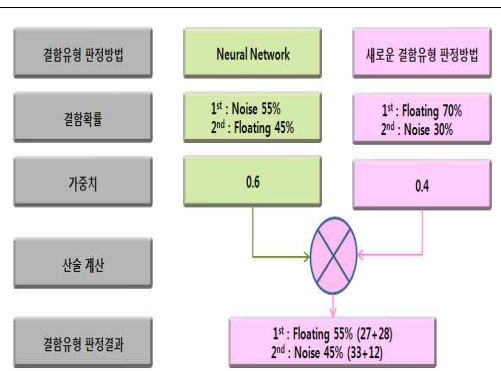 결함유형 판정방법
Neural Network
새로운 결함유형 판정방법
결함확률
1st : Noise 55%
2nd : Floating 45%
1st : Floating 70%
2nd : Noise 30%
가중치
0.6
0.4
산술 계산
결함유형 판정결과
1st : Floating 55% (27+28)
2nd : Noise 45% (33+12)